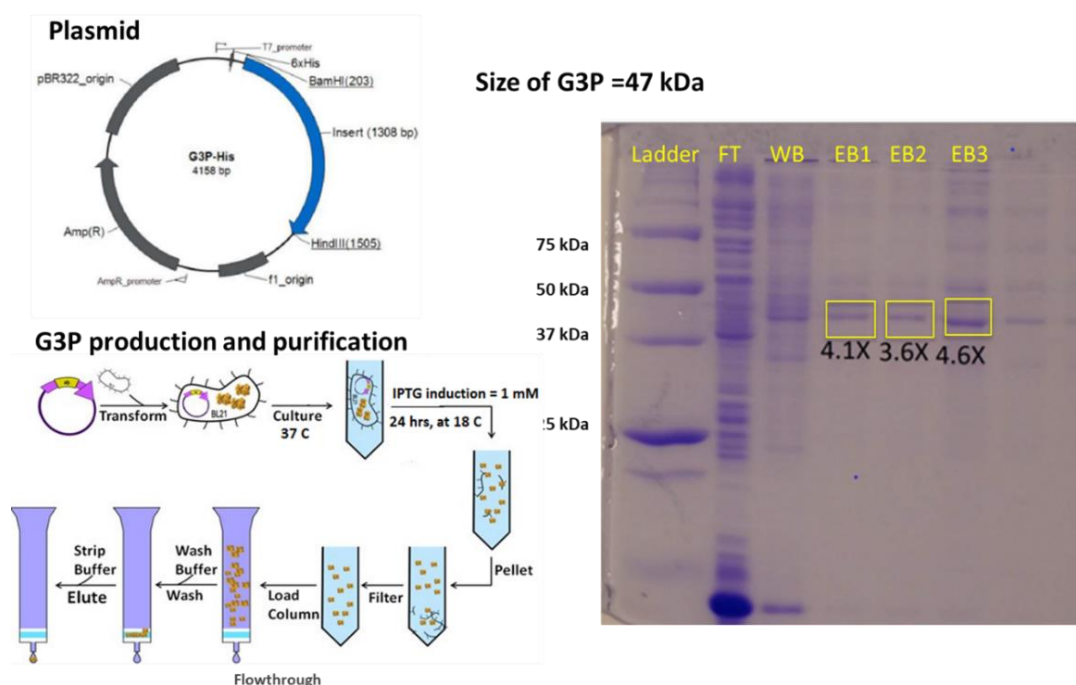 Plasmid
T7_promoter
6xHis
BamHI(203)
pBR322_origin
Insert (1308 bp)
G3P-His
4158 bp
Amp(R)
HindIII(1505)
AmpR_promoter
f1_origin
Size of G3P =47 kDa
Ladder FT WB EB1 EB2 EB3
75 kDa
50 kDa
37 kDa
4.1X 3.6X 4.6X
5 kDa
G3P production and purification
Transform
BL21
Culture
37 C
IPTG induction = 1 mM
24 hrs, at 18 C
Pellet
Filter
Load
Column
Wash
Buffer
Wash
Strip
Buffer
Elute
Flowthrough